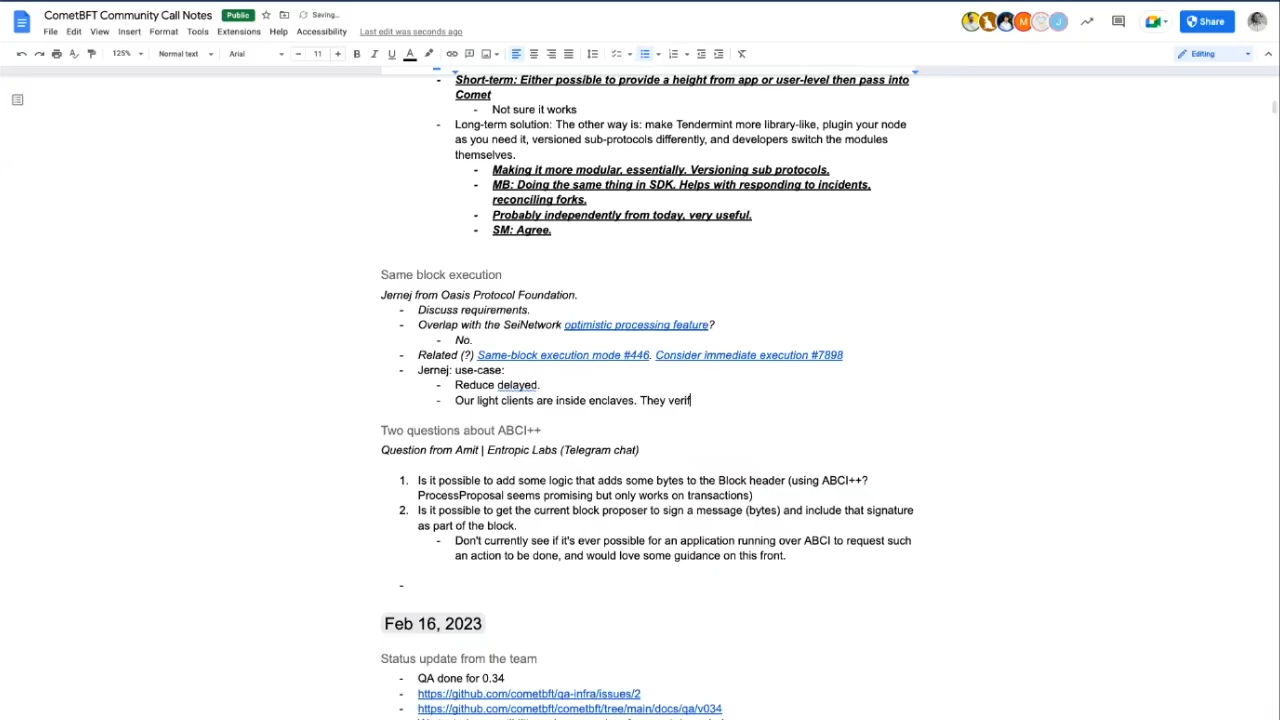 CometBFT Community Call Notes Public Saving...
File Edit View Insert Format Tools Extensions Help Accessibility Last edit was seconds ago
M J Share
125% Normal text Arial 11 B I U A Editing
- Short-term: Either possible to provide a height from app or user-level then pass into
Comet
- Not sure it works
- Long-term solution: The other way is: make Tendermint more library-like, plugin your node
as you need it, versioned sub-protocols differently, and developers switch the modules
themselves.
- Making it more modular, essentially. Versioning sub protocols.
- MB: Doing the same thing in SDK. Helps with responding to incidents,
reconciling forks.
- Probably independently from today, very useful.
- SM: Agree.
Same block execution
Jernej from Oasis Protocol Foundation.
- Discuss requirements.
- Overlap with the SeiNetwork optimistic processing feature?
- No.
- Related (?) Same-block execution mode #446. Consider immediate execution #7898
- Jernej: use-case:
- Reduce delayed.
- Our light clients are inside enclaves. They verif
Two questions about ABCI++
Question from Amit | Entropic Labs (Telegram chat)
1. Is it possible to add some logic that adds some bytes to the Block header (using ABCI++?
ProcessProposal seems promising but only works on transactions)
2. Is it possible to get the current block proposer to sign a message (bytes) and include that signature
as part of the block.
- Don't currently see if it's ever possible for an application running over ABCI to request such
an action to be done, and would love some guidance on this front.
-
Feb 16, 2023
Status update from the team
- QA done for 0.34
- https://github.com/cometbft/qa-infra/issues/2
- https://github.com/cometbft/cometbft/tree/main/docs/qa/v034